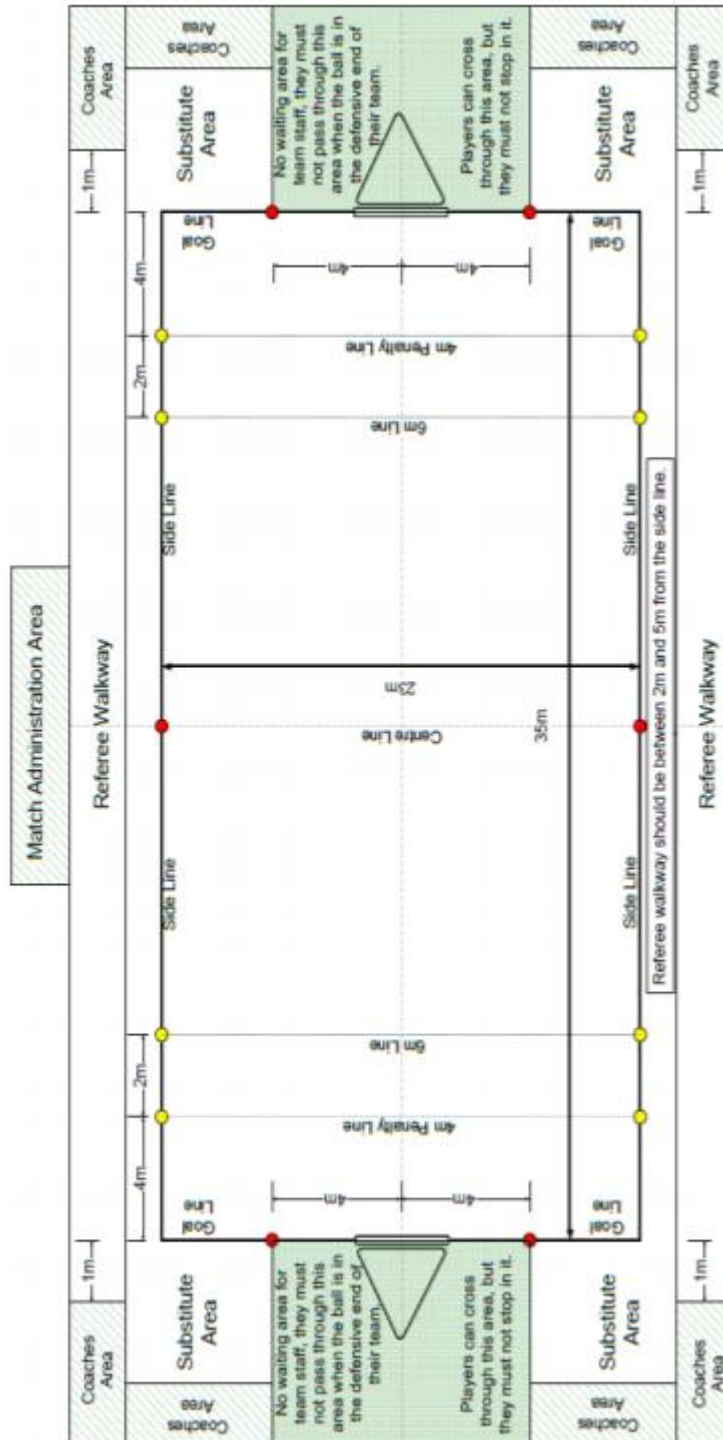 Match Administration Area
Coaches
Area
1m
Referee Walkway
1m
Coaches
Area
Coaches
Area
Substitute
Area
4m
2m
Side Line
Side Line
2m
4m
Substitute
Area
Coaches
Area
Goal
Line
Goal
Line
No waiting area for
team staff, they must
not pass through this
area when the ball is in
the defensive end of
their team.
4m
4m Penalty Line
6m Line
Centre Line
23m
6m Line
4m Penalty Line
4m
No waiting area for
team staff, they must
not pass through this
area when the ball is in
the defensive end of
their team.
Players can cross
through this area, but
they must not stop in it.
4m
4m
Players can cross
through this area, but
they must not stop in it.
35m
Goal
Line
Goal
Line
Coaches
Area
Substitute
Area
Side Line
Side Line
Substitute
Area
Coaches
Area
Referee walkway should be between 2m and 5m from the side line.
Coaches
Area
1m
Referee Walkway
1m
Coaches
Area